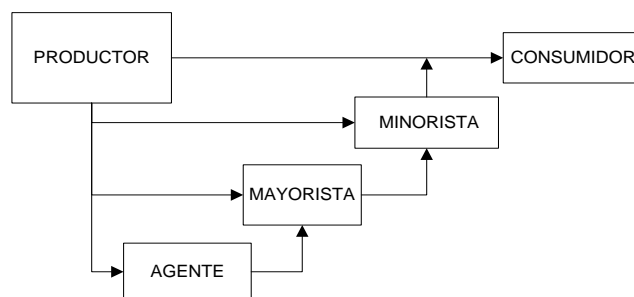 PRODUCTOR
CONSUMIDOR
MINORISTA
MAYORISTA
AGENTE